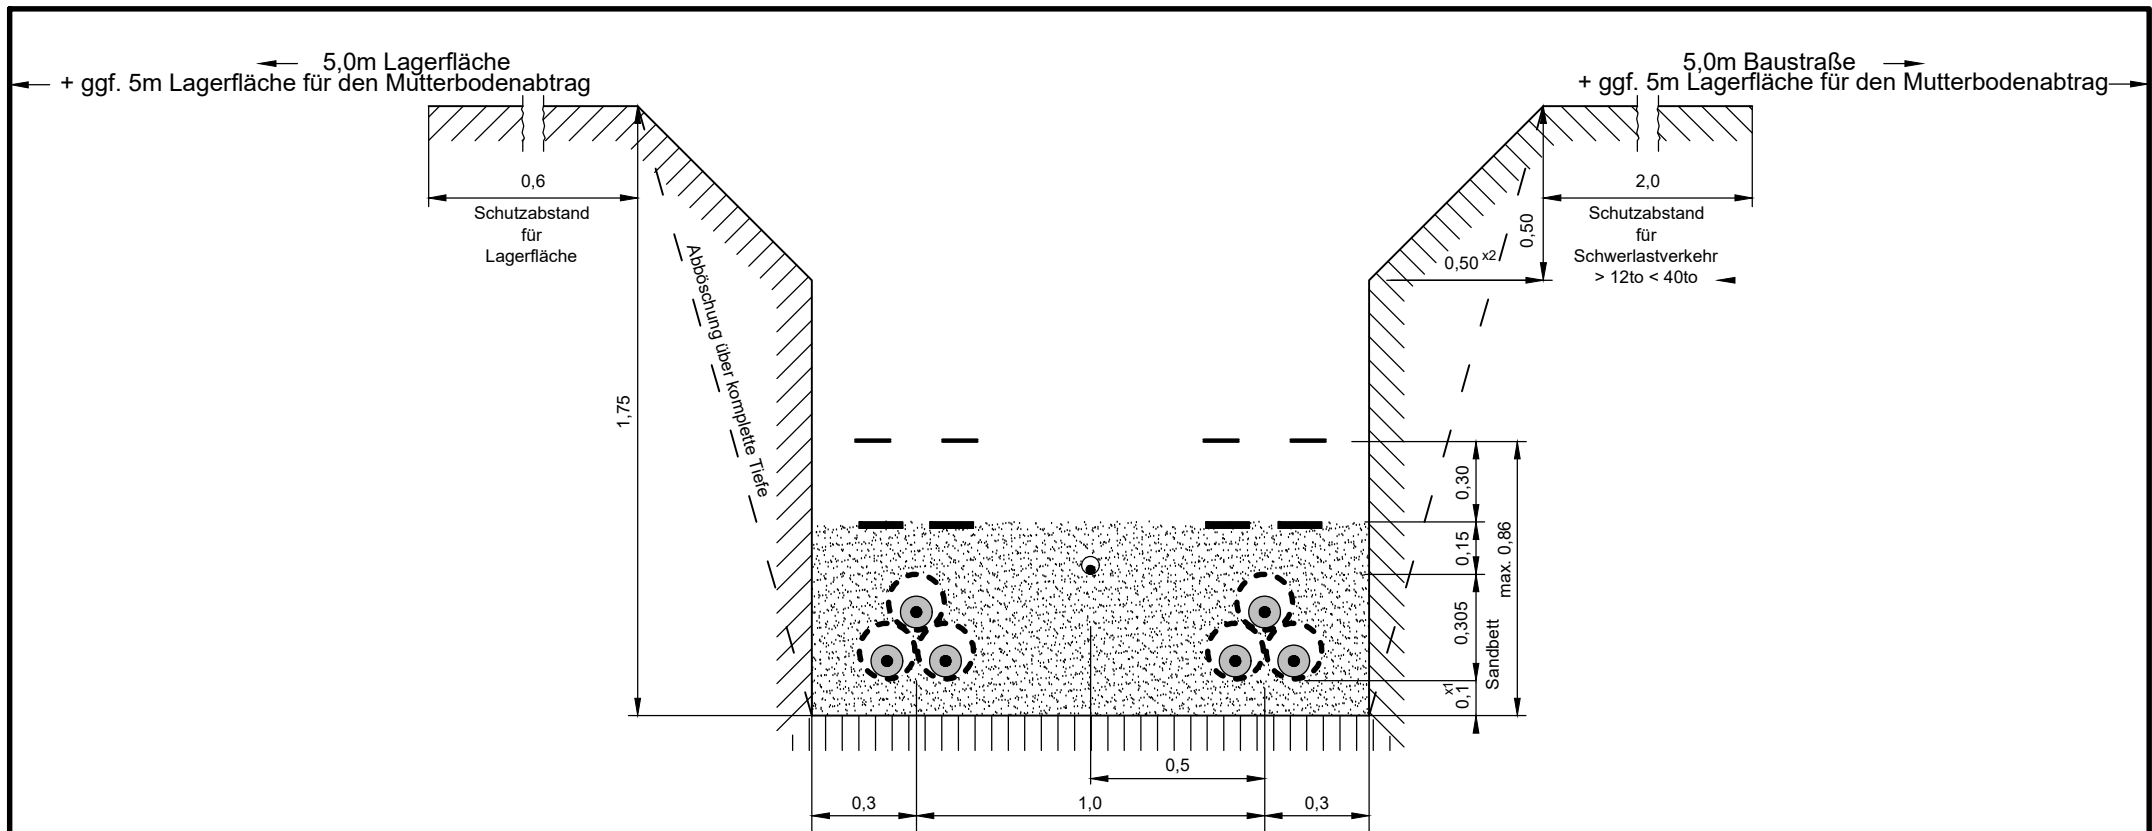 5,0m Lagerfläche
+ ggf. 5m Lagerfläche für den Mutterbodenabtrag
5,0m Baustraße
+ ggf. 5m Lagerfläche für den Mutterbodenabtrag
0,6
Schutzabstand
für
Lagerfläche
2,0
Schutzabstand
für
Schwerlastverkehr
> 12to < 40to
0,50
0,50 x2
Abböschung über komplette Tiefe
1,75
0,30
0,15
max. 0,86
0,305
Sandbett
0,1 x1
0,5
0,3
1,0
0,3